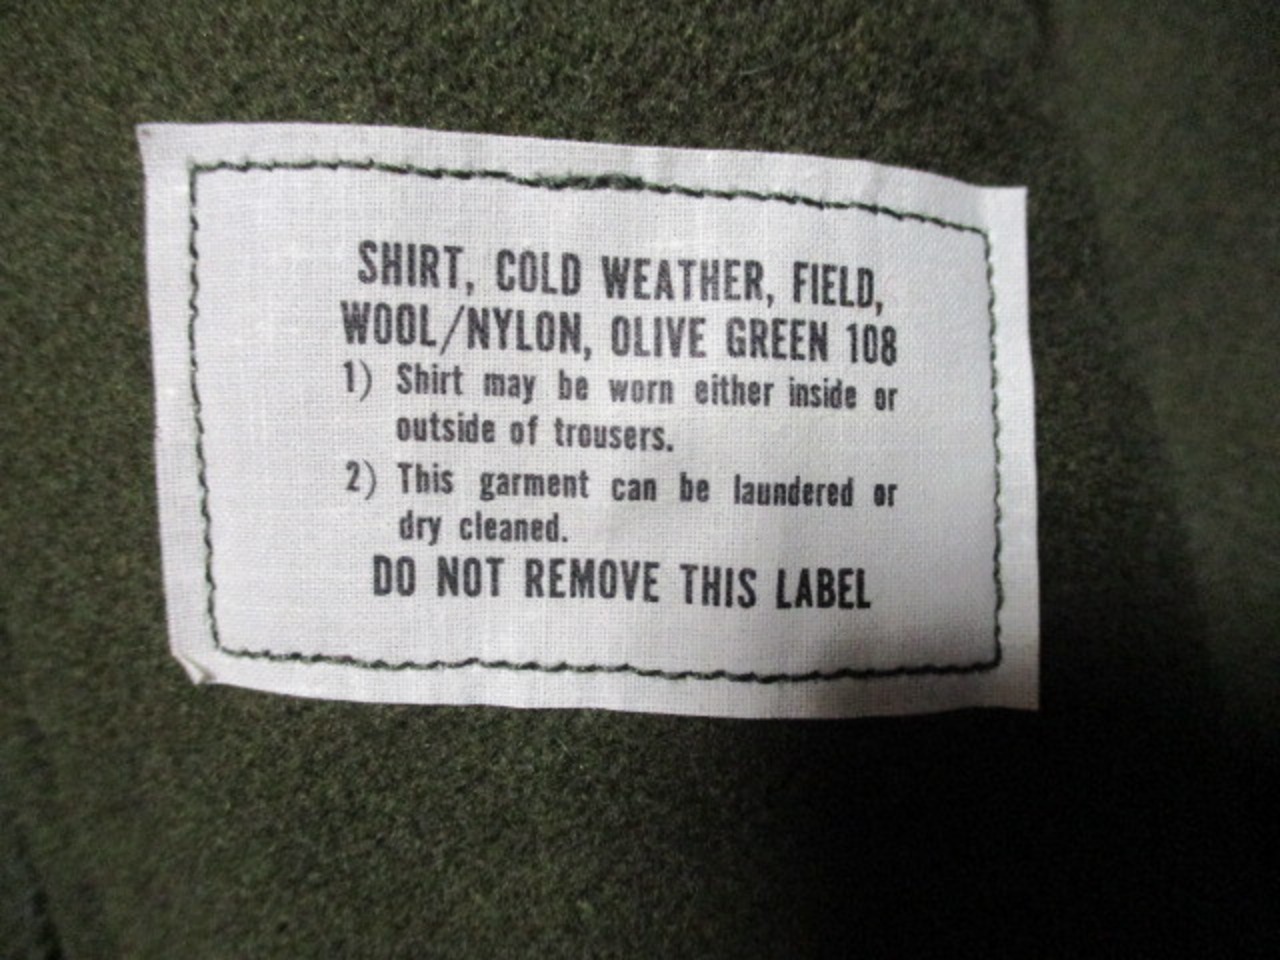 SHIRT, COLD WEATHER, FIELD,
WOOL/NYLON, OLIVE GREEN 108
1) Shirt may be worn either inside or
outside of trousers.
2) This garment can be laundered or
dry cleaned.
DO NOT REMOVE THIS LABEL